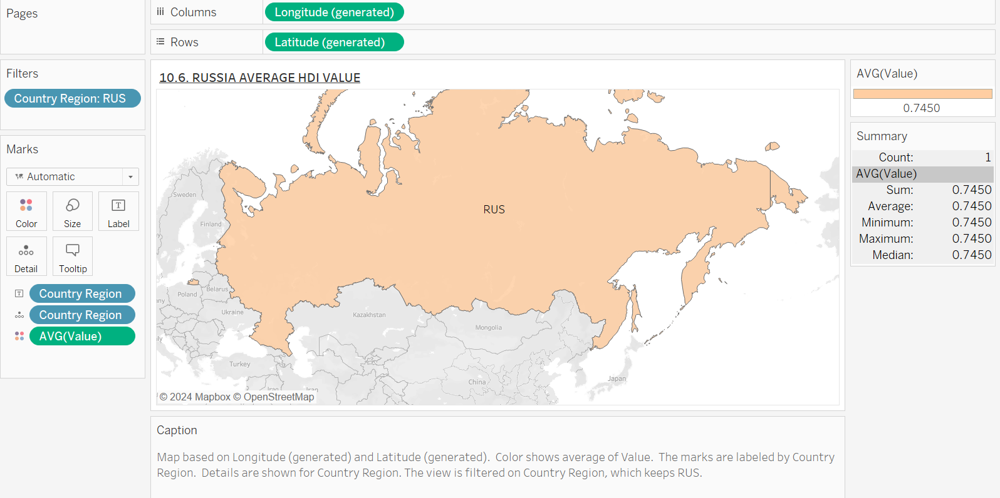 Pages
Columns
Longitude (generated)
Rows
Latitude (generated)
Filters
Country Region: RUS
Marks
Automatic
Color
Size
Label
Detail
Tooltip
Country Region
Country Region
AVG(Value)
10.6. RUSSIA AVERAGE HDI VALUE
RUS
Sweden
Finland
Poland
Belarus
Ukraine
Kazakhstan
Mongolia
Turkey
China
Japan
Iraq
Iran
© 2024 Mapbox © OpenStreetMap
AVG(Value)
0.7450
Summary
Count: 1
AVG(Value)
Sum: 0.7450
Average: 0.7450
Minimum: 0.7450
Maximum: 0.7450
Median: 0.7450
Caption
Map based on Longitude (generated) and Latitude (generated).  Color shows average of Value.  The marks are labeled by Country
Region.  Details are shown for Country Region. The view is filtered on Country Region, which keeps RUS.